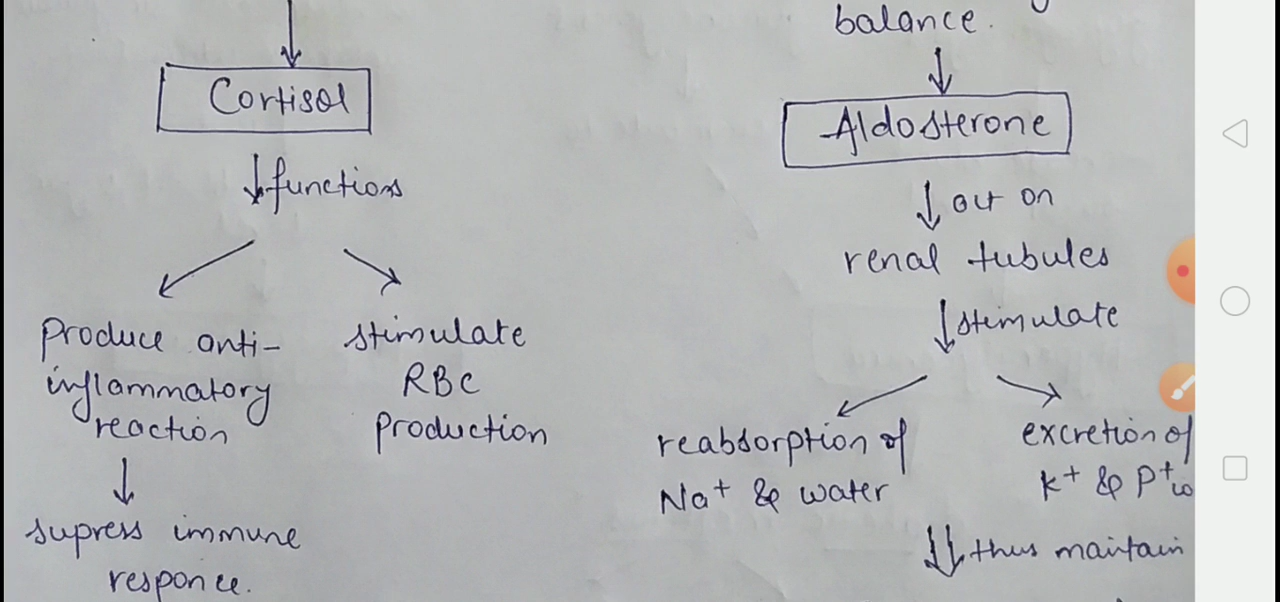 Cortisol
functions
Produce anti-
inflammatory
reaction
supress immune
responce.
stimulate
RBC
Production
balance.
Aldosterone
act on
renal tubules
stimulate
reabsorption of
Na+ & water
excretion of
K+ & P+
thus maintain